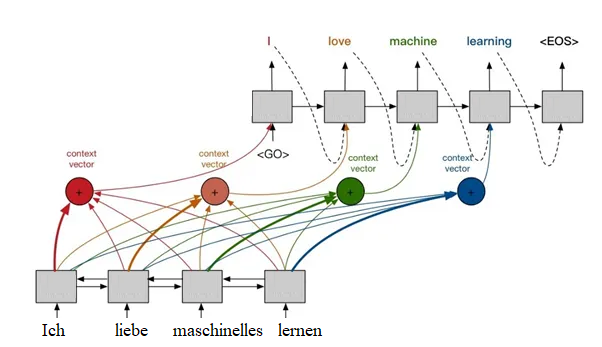 I love machine learning <EOS>
<GO>
context vector context vector context vector context vector
+ + + +
Ich liebe maschinelles lernen